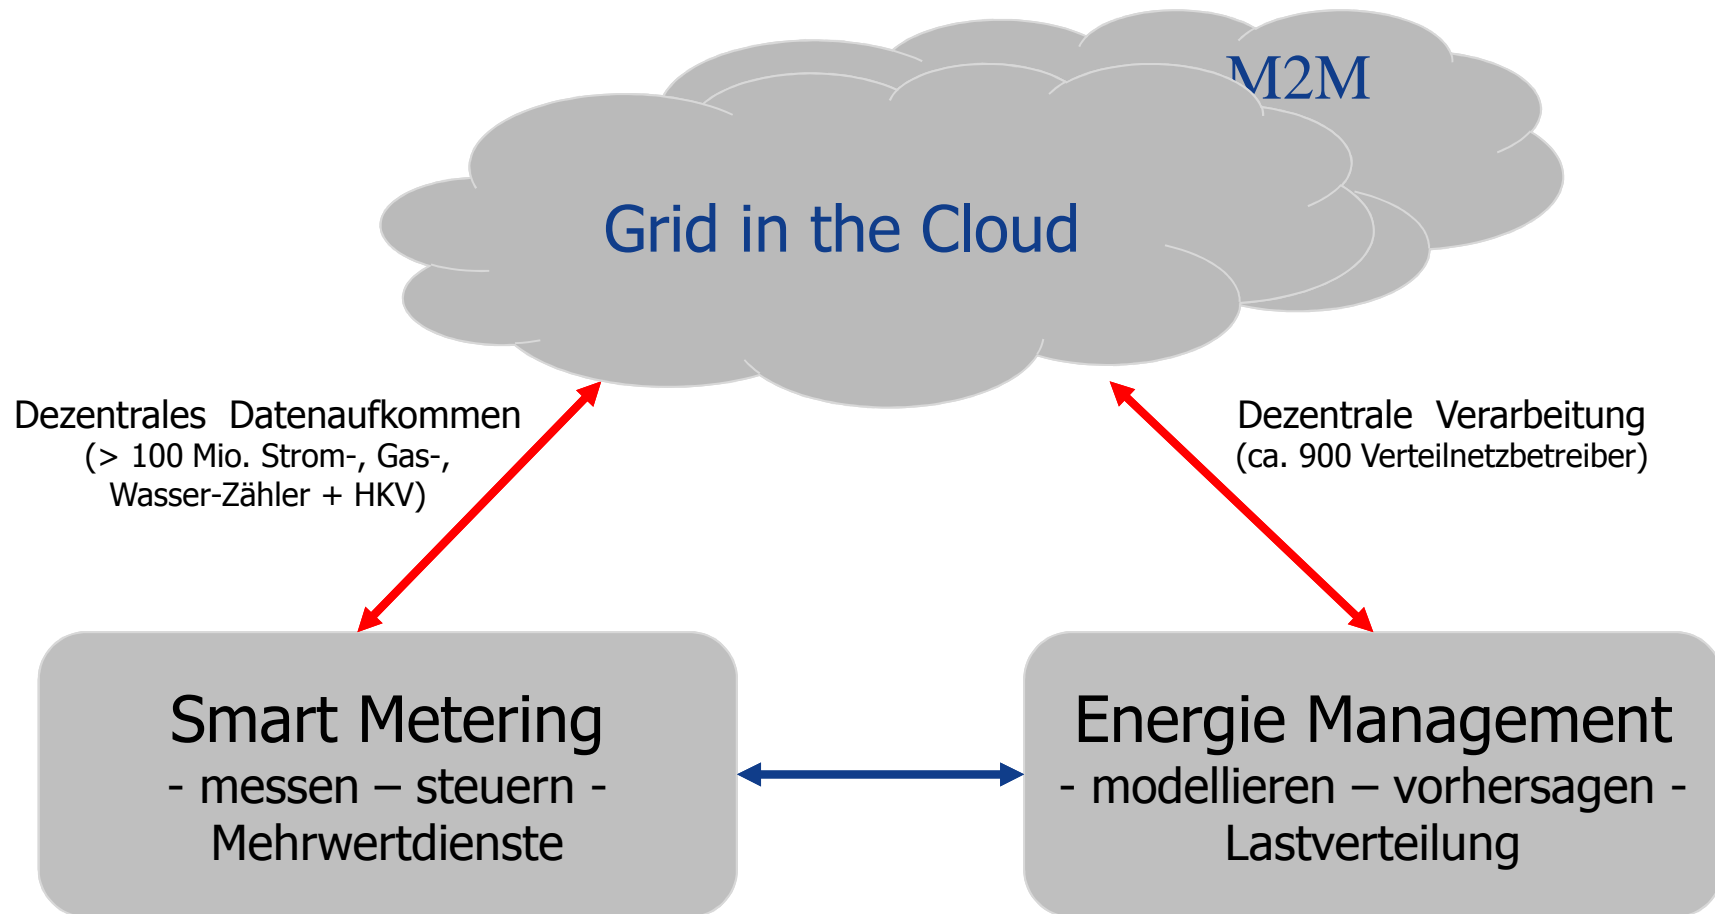 M2M
Grid in the Cloud
Dezentrales Datenaufkommen
(> 100 Mio. Strom-, Gas-,
Wasser-Zähler + HKV)
Dezentrale Verarbeitung
(ca. 900 Verteilnetzbetreiber)
Smart Metering
- messen – steuern -
Mehrwertdienste
Energie Management
- modellieren – vorhersagen -
Lastverteilung